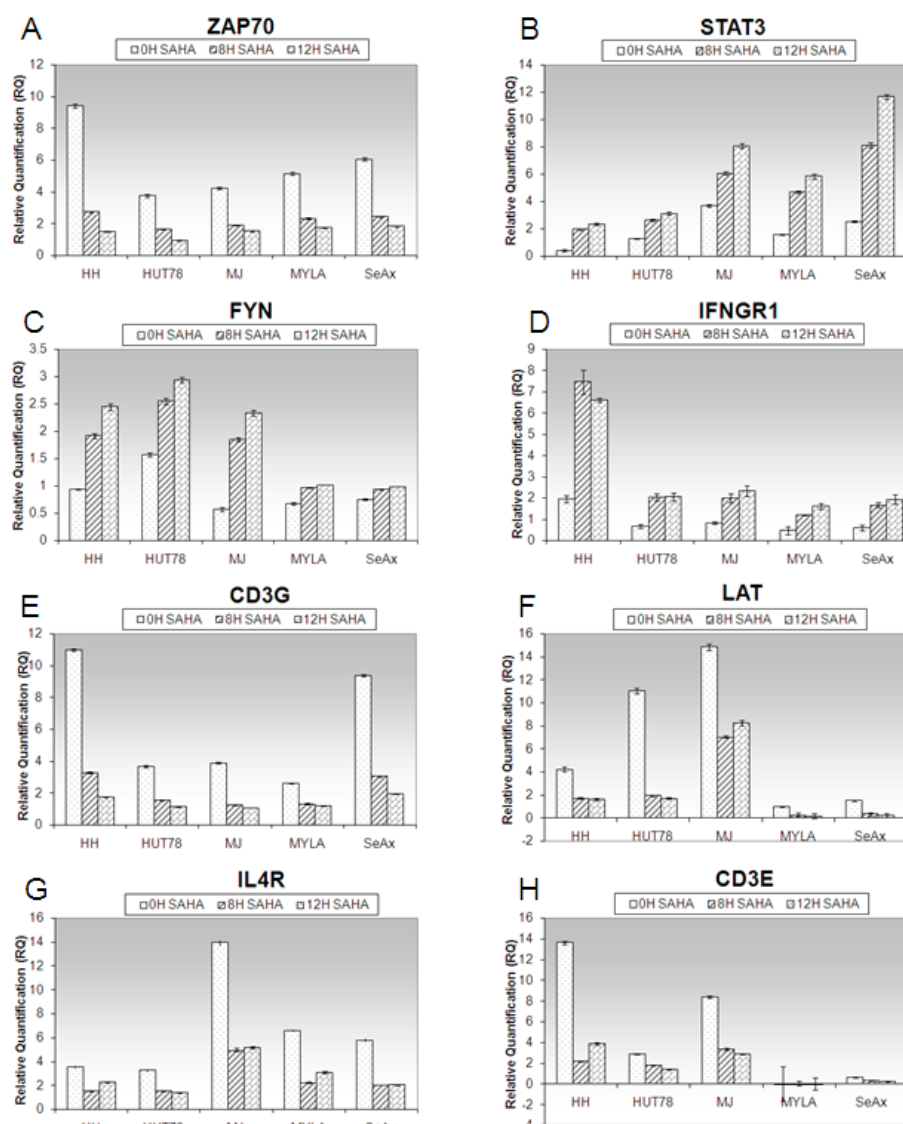 A
ZAP70
0H SAHA 8H SAHA 12H SAHA
Relative Quantification (RQ)
12
10
8
6
4
2
0
HH HUT78 MJ MYLA SeAx
B
STAT3
0H SAHA 8H SAHA 12H SAHA
Relative Quantification (RQ)
14
12
10
8
6
4
2
0
HH HUT78 MJ MYLA SeAx
C
FYN
0H SAHA 8H SAHA 12H SAHA
Relative Quantification (RQ)
3.5
3
2.5
2
1.5
1
0.5
0
HH HUT78 MJ MYLA SeAx
D
IFNGR1
0H SAHA 8H SAHA 12H SAHA
Relative Quantification (RQ)
9
8
7
6
5
4
3
2
1
0
HH HUT78 MJ MYLA SeAx
E
CD3G
0H SAHA 8H SAHA 12H SAHA
Relative Quantification (RQ)
12
10
8
6
4
2
0
HH HUT78 MJ MYLA SeAx
F
LAT
0H SAHA 8H SAHA 12H SAHA
Relative Quantification (RQ)
16
14
12
10
8
6
4
2
0
-2
HH HUT78 MJ MYLA SeAx
G
IL4R
0H SAHA 8H SAHA 12H SAHA
Relative Quantification (RQ)
16
14
12
10
8
6
4
2
0
HH HUT78 MJ MYLA SeAx
H
CD3E
0H SAHA 8H SAHA 12H SAHA
Relative Quantification (RQ)
16
14
12
10
8
6
4
2
0
-2
HH HUT78 MJ MYLA SeAx